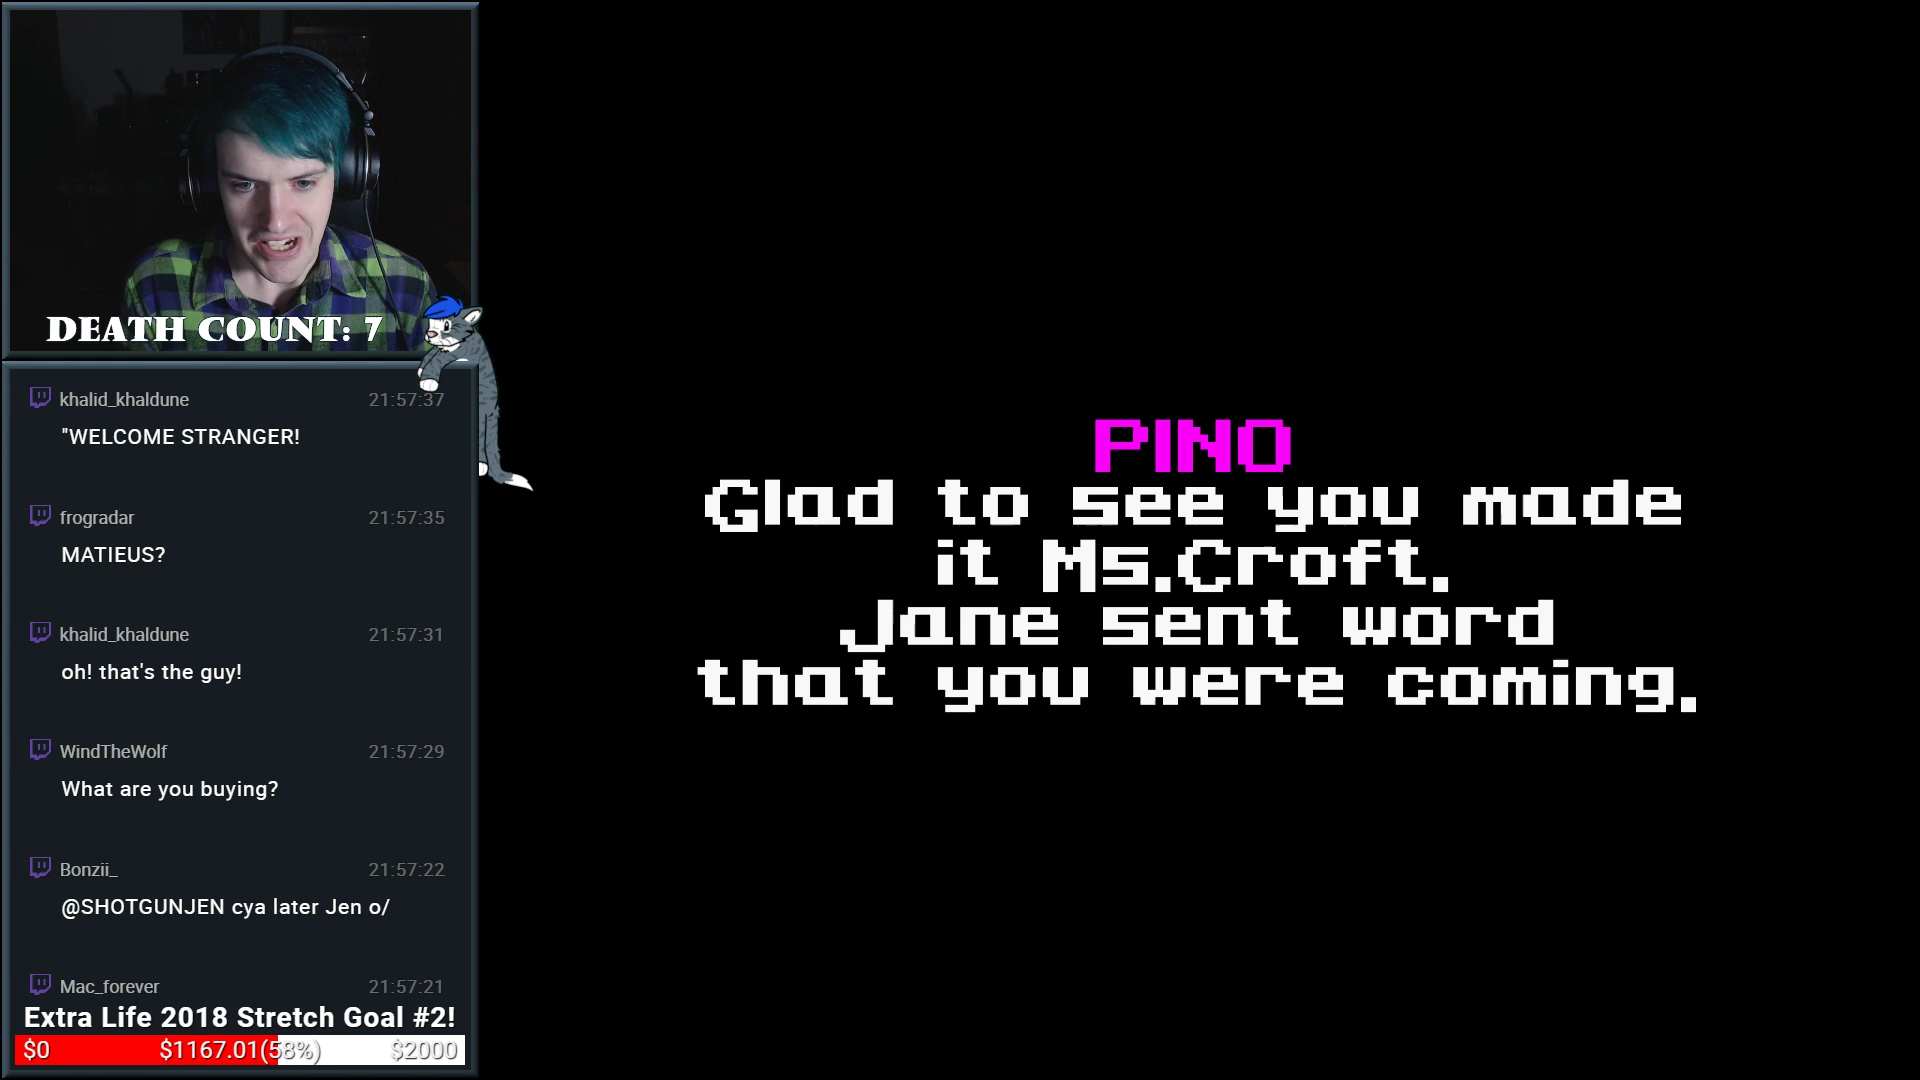 DEATH COUNT: 7
khalid_khaldune 21:57:37
"WELCOME STRANGER!
frogradar 21:57:35
MATIEUS?
khalid_khaldune 21:57:31
oh! that's the guy!
WindTheWolf 21:57:29
What are you buying?
Bonzii_ 21:57:22
@SHOTGUNJEN cya later Jen o/
Mac_forever 21:57:21
Extra Life 2018 Stretch Goal #2!
$0 $1167.01(58%) $2000
PINO
Glad to see you made
it Ms.Croft.
Jane sent word
that you were coming.